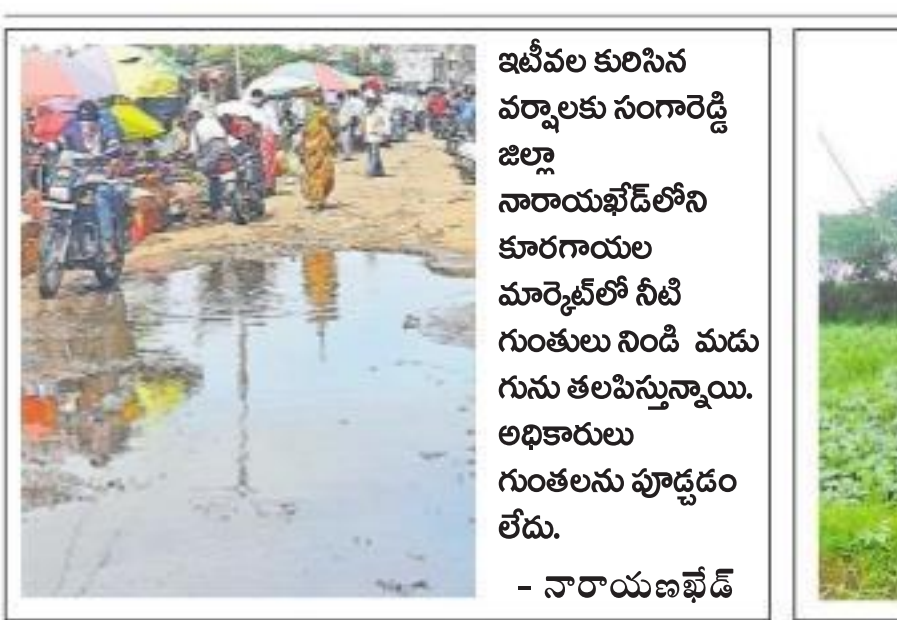 ఇటీవల కురిసిన
వర్షాలకు సంగారెడ్డి
జిల్లా
నారాయఖేడ్‌లోని
కూరగాయల
మార్కెట్‌లో నీటి
గుంతులు నిండి మడు
గును తలపిస్తున్నాయి.
అధికారులు
గుంతలను పూడ్చడం
లేదు.
– నారాయణఖేడ్